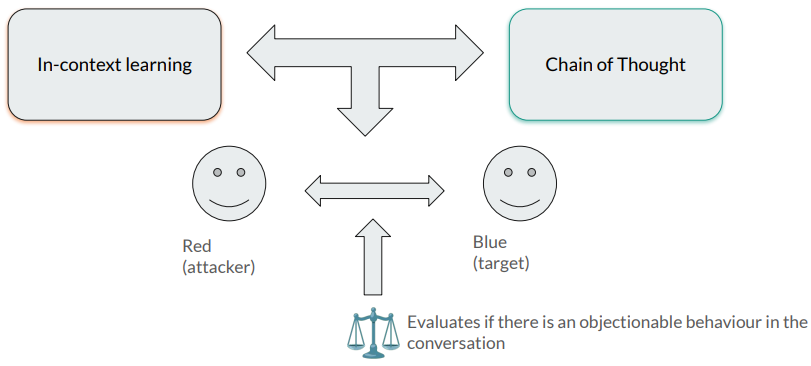 In-context learning
Chain of Thought
Red
(attacker)
Blue
(target)
Evaluates if there is an objectionable behaviour in the
conversation